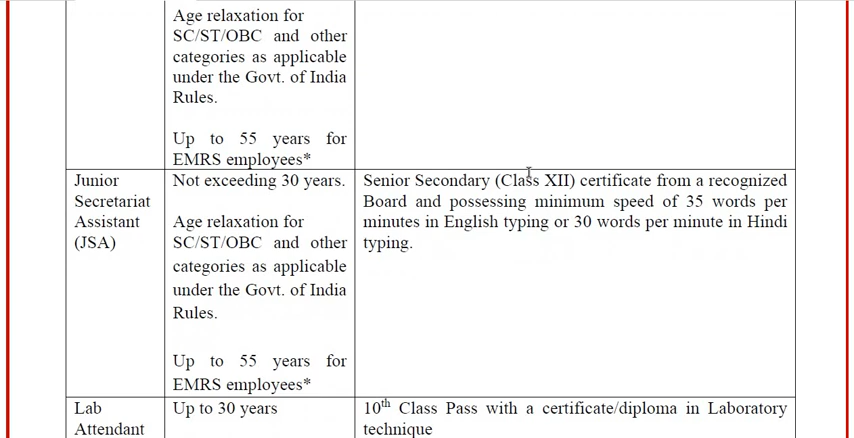 Age relaxation for
SC/ST/OBC and other
categories as applicable
under the Govt. of India
Rules.
Up to 55 years for
EMRS employees*
Junior
Secretariat
Assistant
(JSA)
Not exceeding 30 years.
Age relaxation for
SC/ST/OBC and other
categories as applicable
under the Govt. of India
Rules.
Up to 55 years for
EMRS employees*
Senior Secondary (Class XII) certificate from a recognized
Board and possessing minimum speed of 35 words per
minutes in English typing or 30 words per minute in Hindi
typing.
Lab
Attendant
Up to 30 years
10th Class Pass with a certificate/diploma in Laboratory
technique